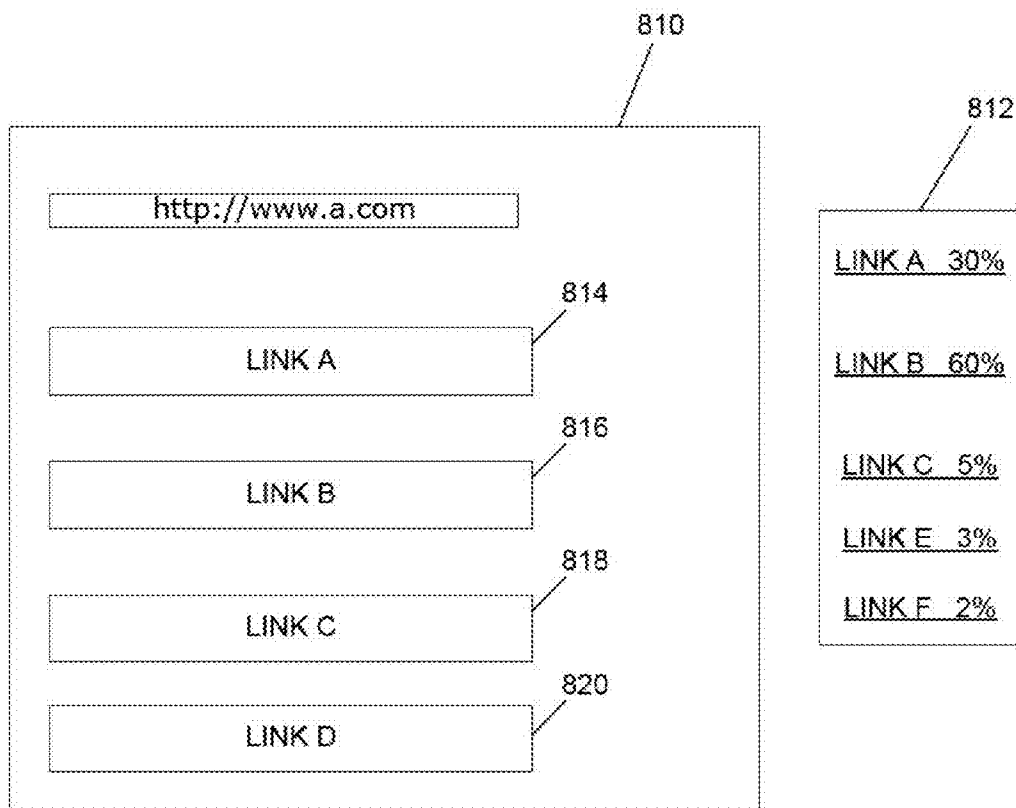 810
812
http://www.a.com
LINK A 30%
814
LINK A
LINK B 60%
816
LINK B
LINK C 5%
LINK E 3%
818
LINK F 2%
LINK C
820
LINK D